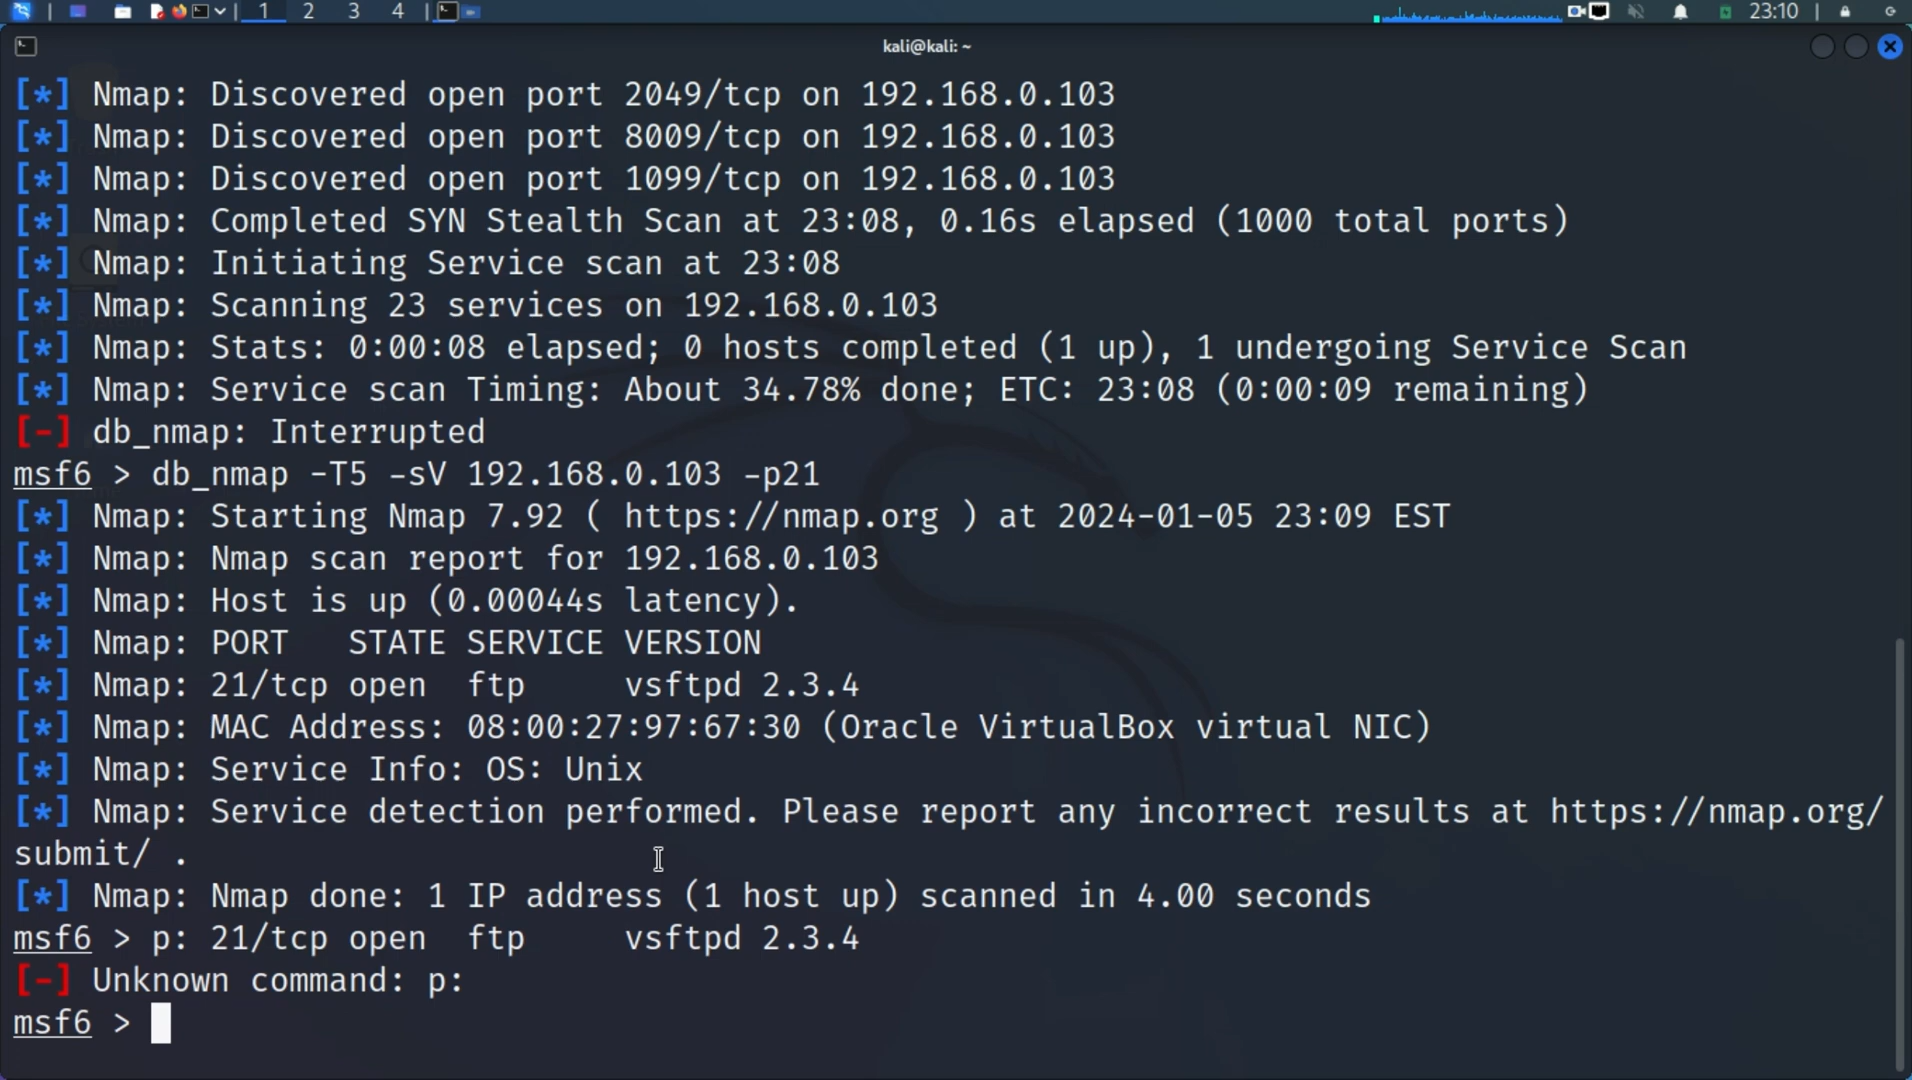 1 2 3 4 23:10
kali@kali: ~
[*] Nmap: Discovered open port 2049/tcp on 192.168.0.103
[*] Nmap: Discovered open port 8009/tcp on 192.168.0.103
[*] Nmap: Discovered open port 1099/tcp on 192.168.0.103
[*] Nmap: Completed SYN Stealth Scan at 23:08, 0.16s elapsed (1000 total ports)
[*] Nmap: Initiating Service scan at 23:08
[*] Nmap: Scanning 23 services on 192.168.0.103
[*] Nmap: Stats: 0:00:08 elapsed; 0 hosts completed (1 up), 1 undergoing Service Scan
[*] Nmap: Service scan Timing: About 34.78% done; ETC: 23:08 (0:00:09 remaining)
[-] db_nmap: Interrupted
msf6 > db_nmap -T5 -sV 192.168.0.103 -p21
[*] Nmap: Starting Nmap 7.92 ( https://nmap.org ) at 2024-01-05 23:09 EST
[*] Nmap: Nmap scan report for 192.168.0.103
[*] Nmap: Host is up (0.00044s latency).
[*] Nmap: PORT   STATE SERVICE VERSION
[*] Nmap: 21/tcp open  ftp     vsftpd 2.3.4
[*] Nmap: MAC Address: 08:00:27:97:67:30 (Oracle VirtualBox virtual NIC)
[*] Nmap: Service Info: OS: Unix
[*] Nmap: Service detection performed. Please report any incorrect results at https://nmap.org/
submit/ .
[*] Nmap: Nmap done: 1 IP address (1 host up) scanned in 4.00 seconds
msf6 > p: 21/tcp open  ftp     vsftpd 2.3.4
[-] Unknown command: p:
msf6 >